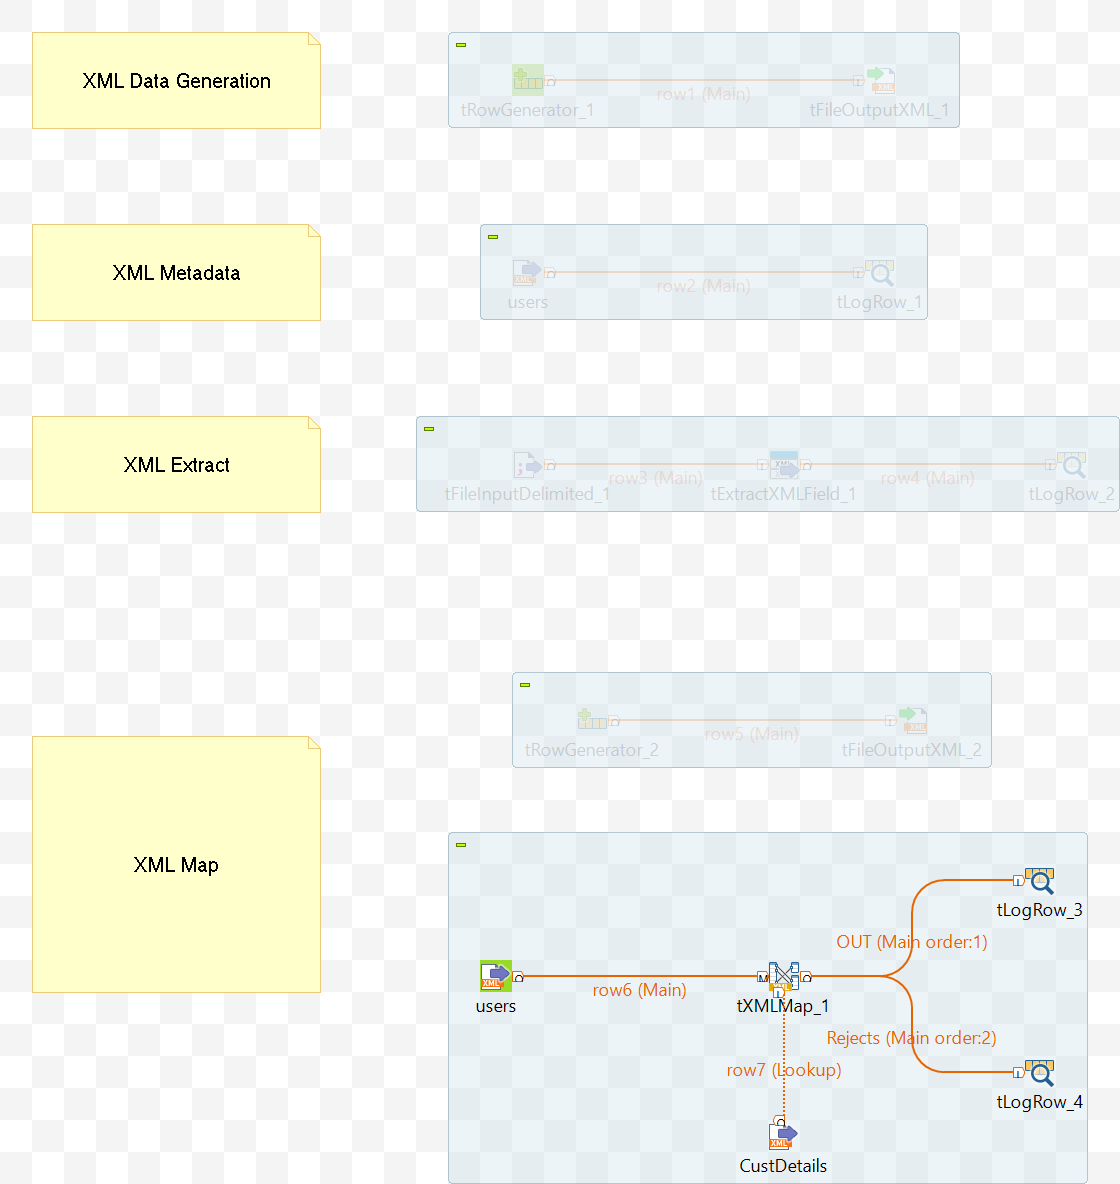 XML Data Generation
row1 (Main)
tRowGenerator_1
tFileOutputXML_1
XML Metadata
row2 (Main)
users
tLogRow_1
XML Extract
row3 (Main)
row4 (Main)
tFileInputDelimited_1
tExtractXMLField_1
tLogRow_2
row5 (Main)
tRowGenerator_2
tFileOutputXML_2
XML Map
tLogRow_3
OUT (Main order:1)
row6 (Main)
users
tXMLMap_1
Rejects (Main order:2)
row7 (Lookup)
tLogRow_4
CustDetails